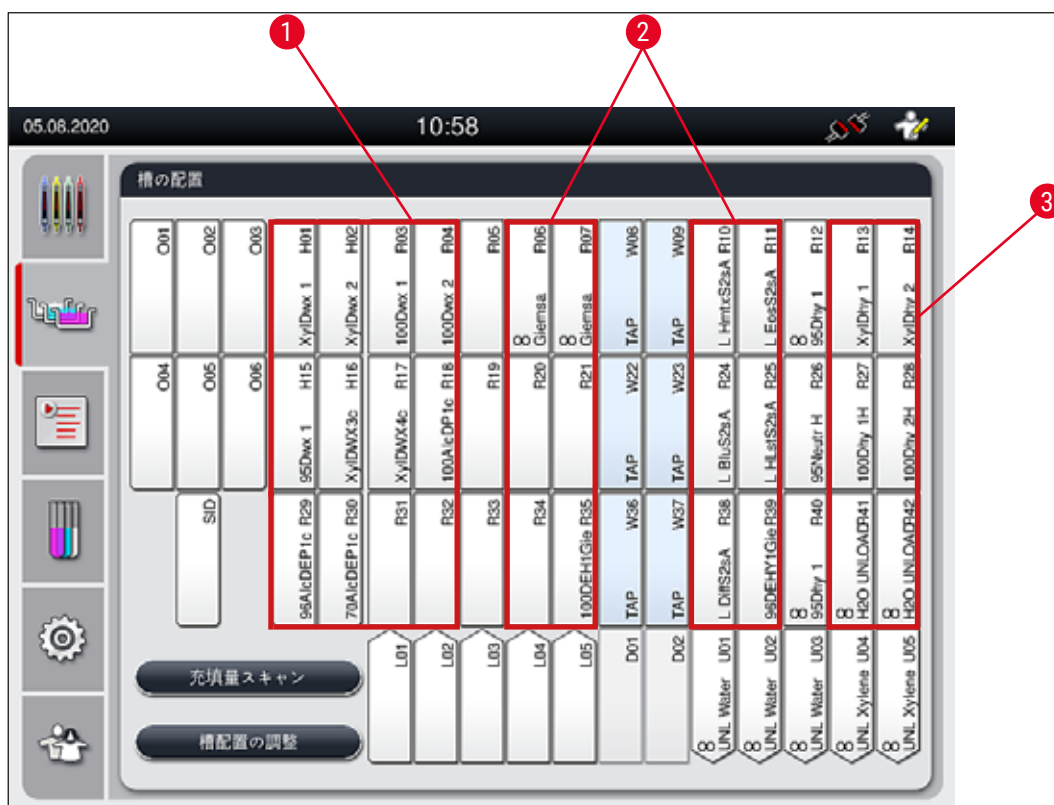 1
2
3
05.08.2020
10:58
槽の配置
O01
O02
O03
XylDwx 1 H01
XylDwx 2 H02
100Dwx 1 R03
100Dwx 2 R04
R05
∞ Giemsa R06
∞ Giemsa R07
TAP W08
TAP W09
L HmtxS2sA R10
L EosS2sA R11
∞ 95Dhy 1 R12
XylDhy 1 R13
XylDhy 2 R14
O04
O05
O06
95Dwx 1 H15
XylDWX3c H16
XylDWX4c R17
100AlcDP1c R18
R19
R20
R21
TAP W22
TAP W23
L BluS2sA R24
L HLstS2sA R25
95Neutr H R26
100Dhy 1H R27
100Dhy 2H R28
SID
96AlcDEP1c R29
70AlcDEP1c R30
R31
R32
R33
R34
100DEH1Gie R35
TAP W36
TAP W37
L DiffS2sA R38
96DEHY1Gie R39
∞ 95Dhy 1 R40
∞ H2O UNLOAD R41
∞ H2O UNLOAD R42
L01
L02
L03
L04
L05
D01
D02
∞ UNL Water U01
∞ UNL Water U02
∞ UNL Water U03
∞ UNL Xylene U04
∞ UNL Xylene U05
充填量スキャン
槽配置の調整